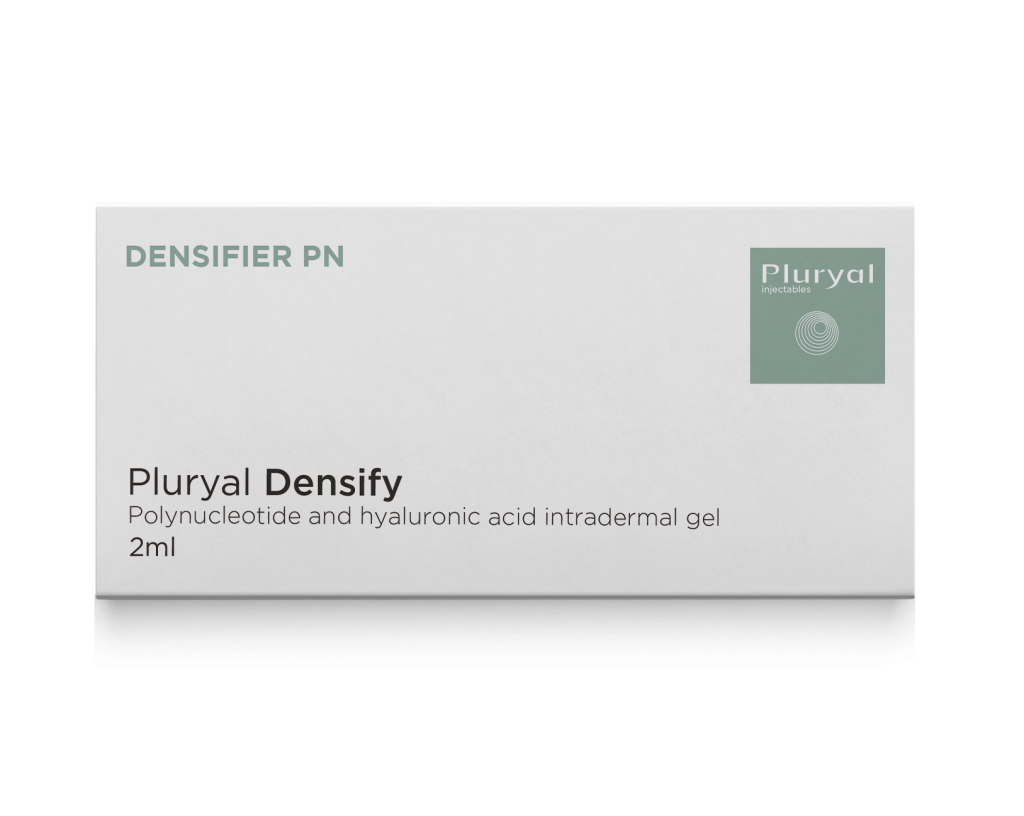 DENSIFIER PN
Pluryal
injectables
Pluryal Densify
Polynucleotide and hyaluronic acid intradermal gel
2ml